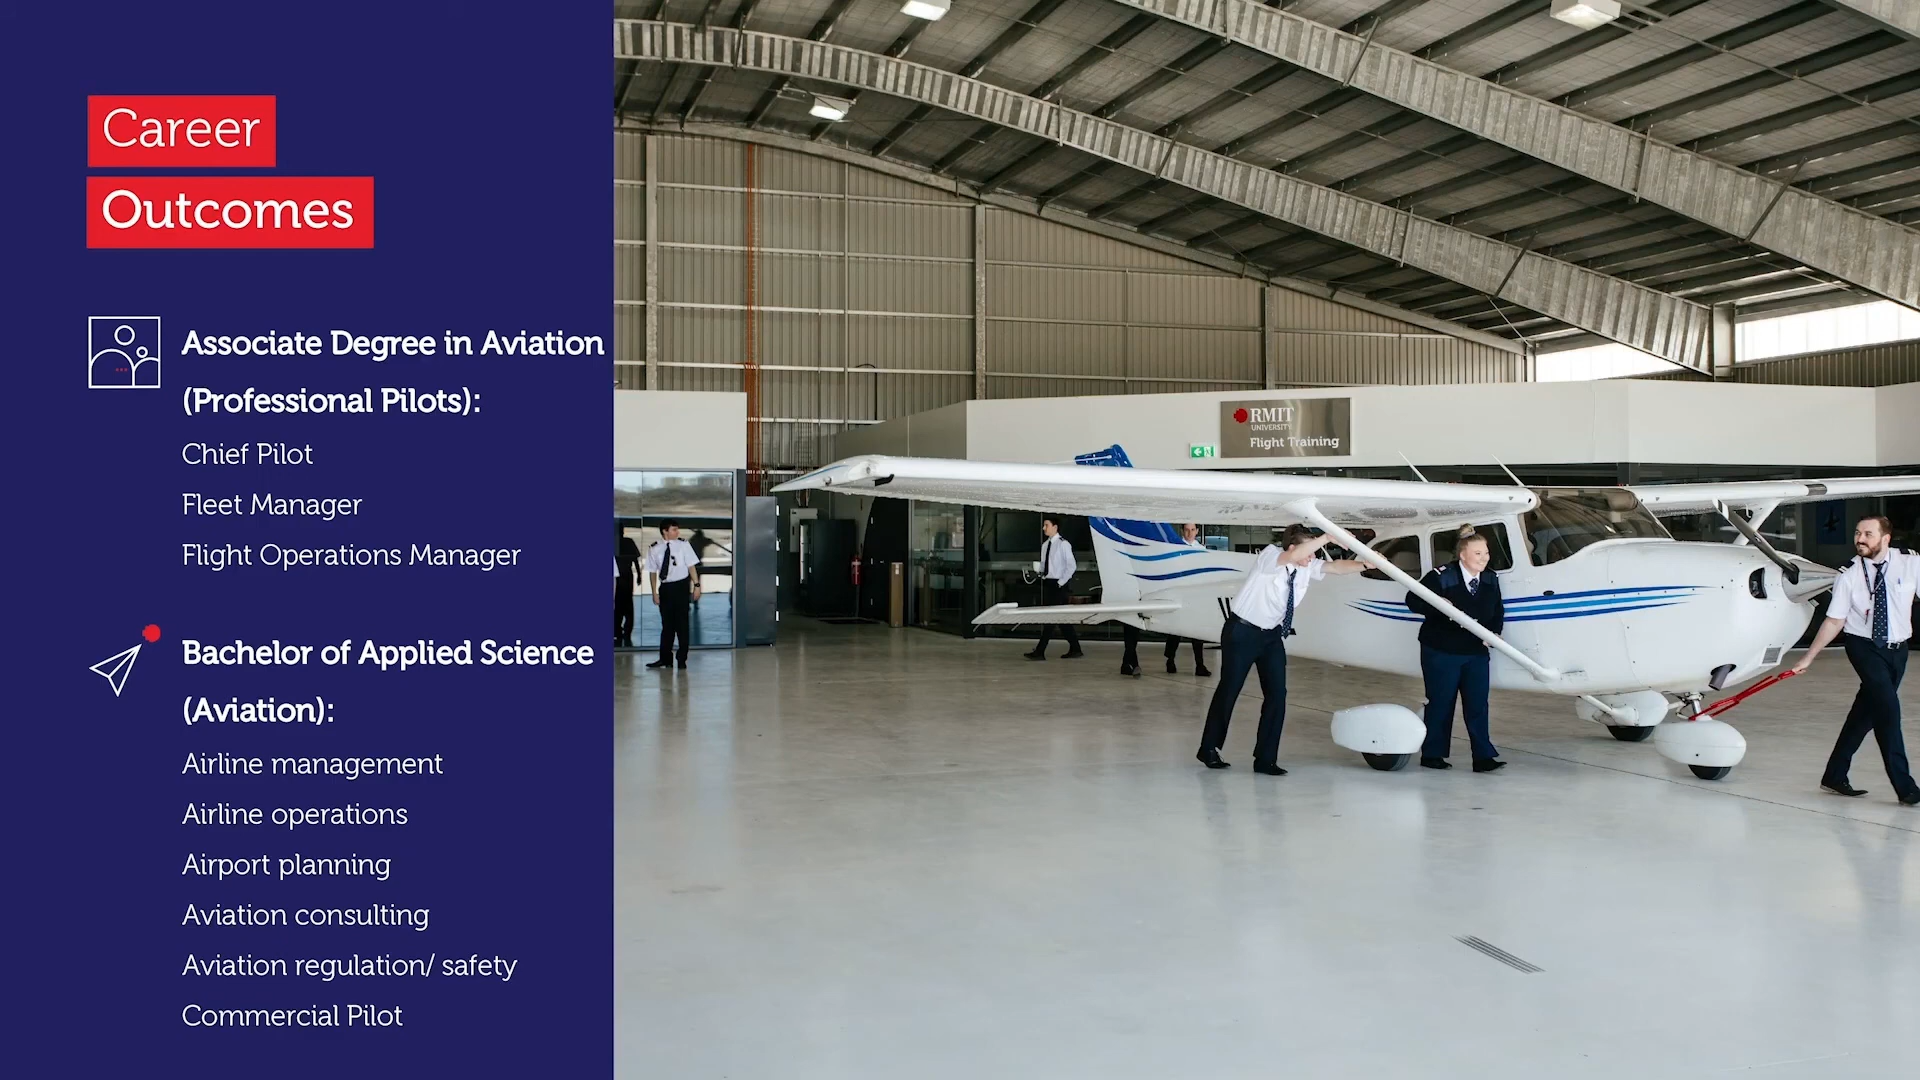 Career
Outcomes
Associate Degree in Aviation
(Professional Pilots):
Chief Pilot
Fleet Manager
Flight Operations Manager
Bachelor of Applied Science
(Aviation):
Airline management
Airline operations
Airport planning
Aviation consulting
Aviation regulation/ safety
Commercial Pilot
RMIT
UNIVERSITY
Flight Training